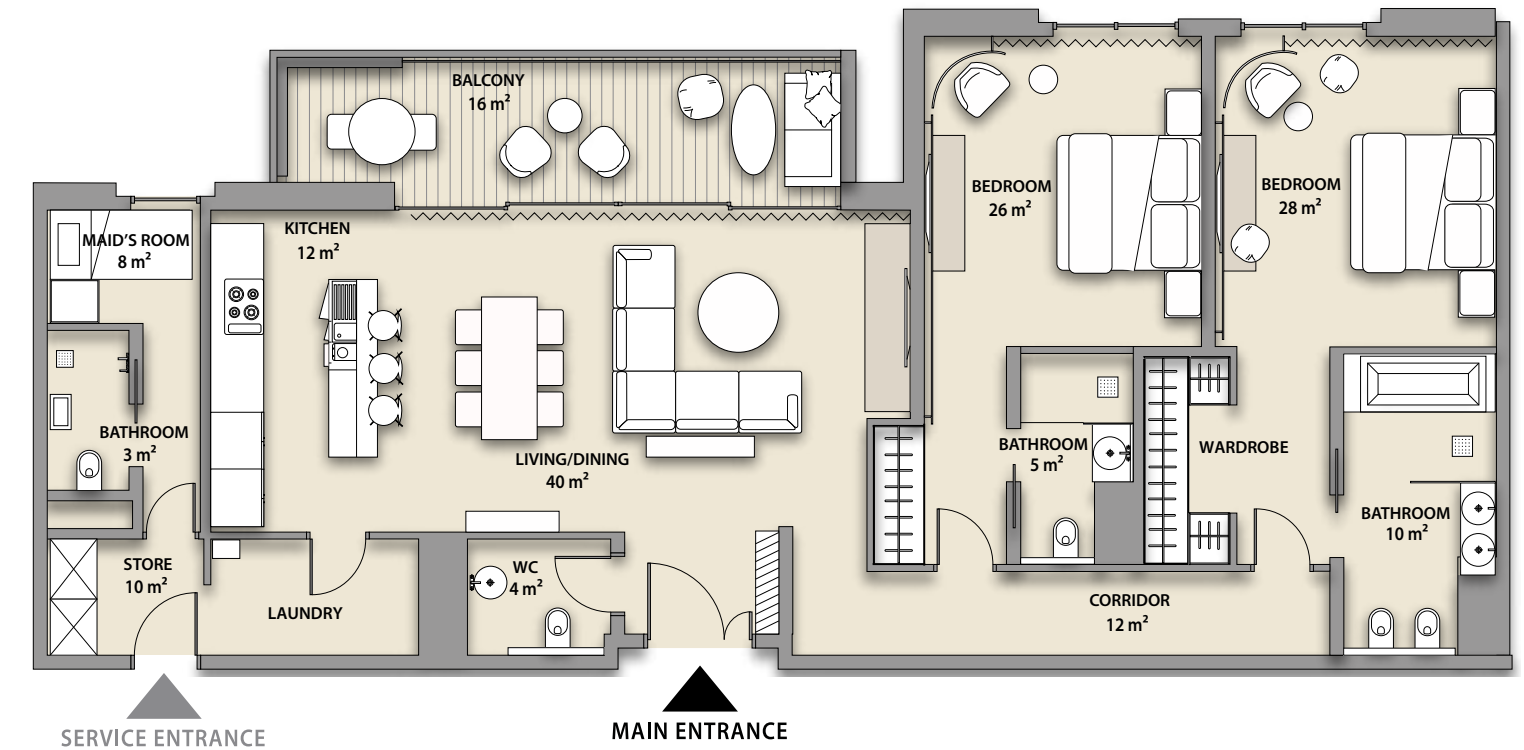 BALCONY
16 m²
BEDROOM
26 m²
BEDROOM
28 m²
KITCHEN
12 m²
MAID'S ROOM
8 m²
BATHROOM
3 m²
LIVING/DINING
40 m²
BATHROOM
5 m²
WARDROBE
BATHROOM
10 m²
STORE
10 m²
LAUNDRY
WC
4 m²
CORRIDOR
12 m²
SERVICE ENTRANCE
MAIN ENTRANCE